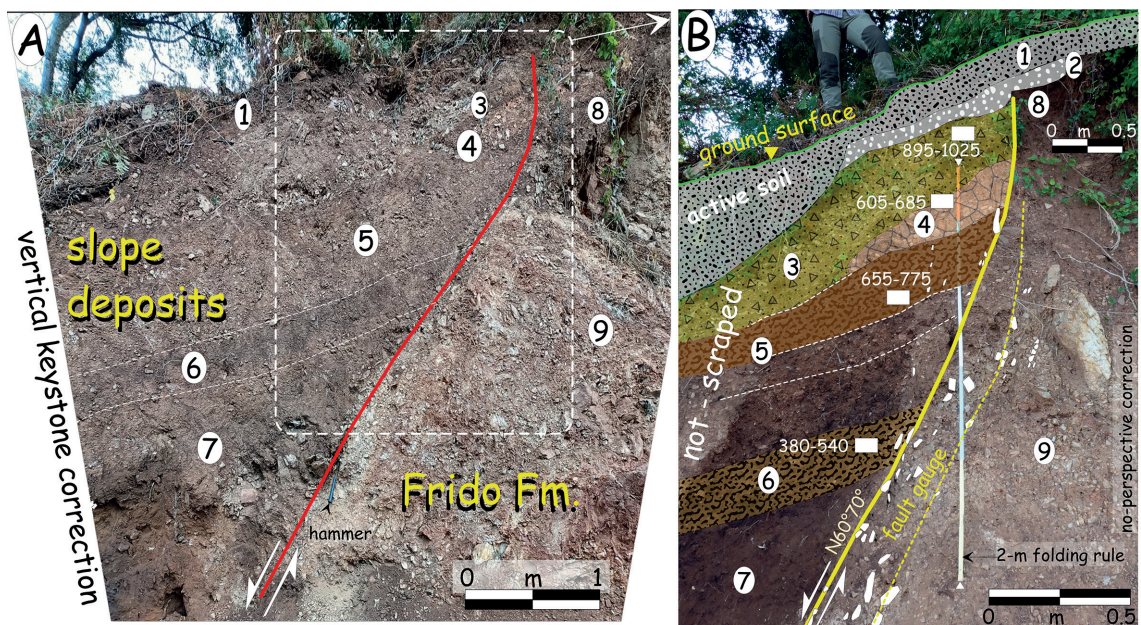 A
1
3
4
8
5
slope
deposits
6
9
7
vertical keystone correction
Frido Fm.
hammer
0 m 1
B
1
2
8
0 m 0.5
ground surface
895-1025
active soil
605-685
4
3
655-775
5
not - scraped
380-540
6
9
N60°70°
fault gauge
no-perspective correction
7
2-m folding rule
0 m 0.5